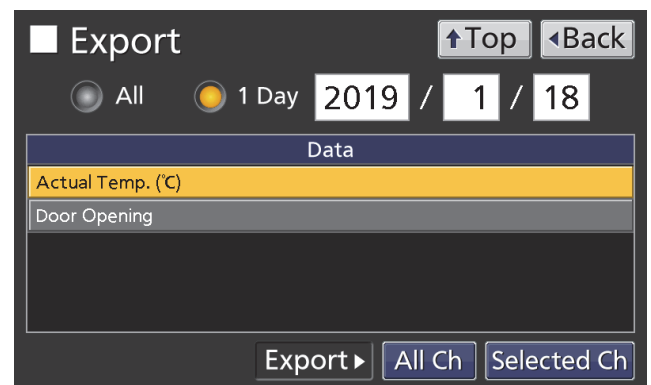 Export ↑Top ◂Back
All 1 Day 2019 / 1 / 18
Data
Actual Temp. (℃)
Door Opening
Export▸ All Ch Selected Ch